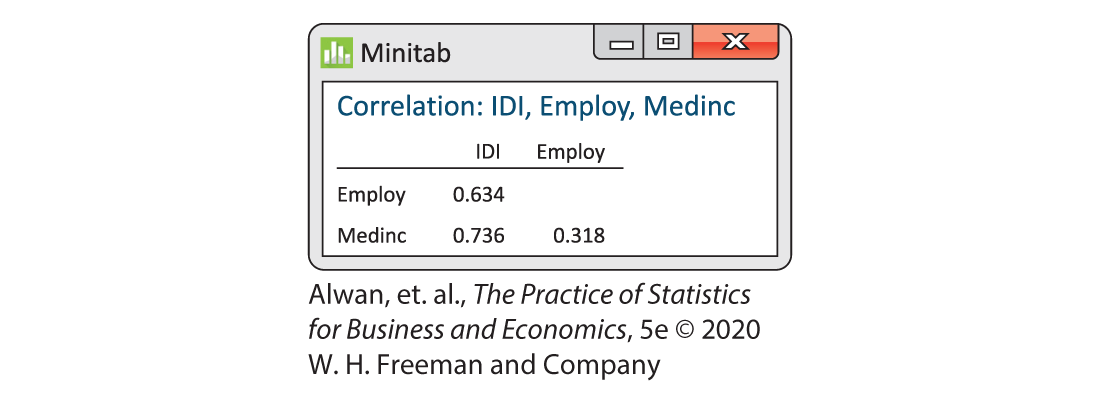 Minitab
Correlation: IDI, Employ, Medinc
IDI Employ
Employ 0.634
Medinc 0.736 0.318
Alwan, et. al., The Practice of Statistics
for Business and Economics, 5e © 2020
W. H. Freeman and Company